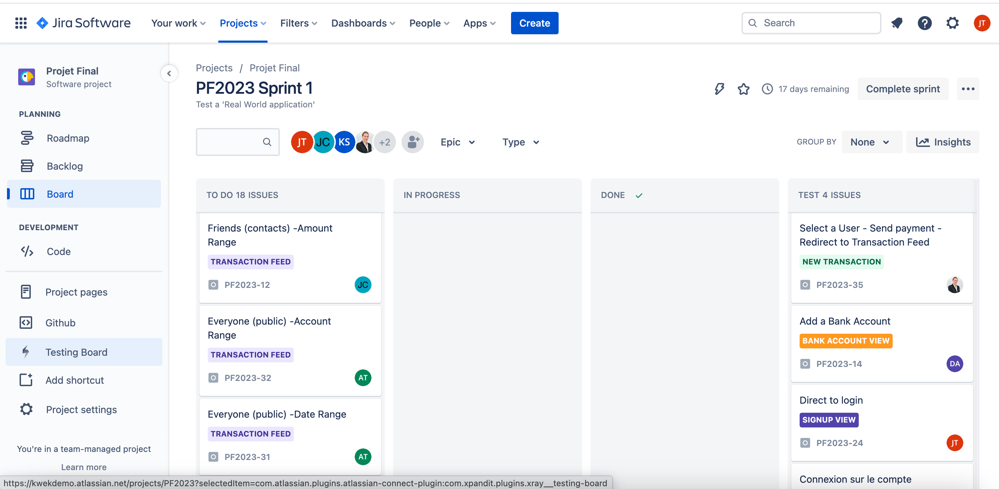 Jira Software
Your work
Projects
Filters
Dashboards
People
Apps
Create
Search
JT
Projet Final
Software project
PLANNING
Roadmap
Backlog
Board
DEVELOPMENT
Code
Project pages
Github
Testing Board
Add shortcut
Project settings
You're in a team-managed project
Learn more
Projects / Projet Final
PF2023 Sprint 1
Test a 'Real World application'
17 days remaining
Complete sprint
JT JC KS +2
Epic
Type
GROUP BY None
Insights
TO DO 18 ISSUES
Friends (contacts) -Amount
Range
TRANSACTION FEED
PF2023-12 JC
Everyone (public) -Account
Range
TRANSACTION FEED
PF2023-32 AT
Everyone (public) -Date Range
TRANSACTION FEED
PF2023-31 AT
IN PROGRESS
DONE
TEST 4 ISSUES
Select a User - Send payment -
Redirect to Transaction Feed
NEW TRANSACTION
PF2023-35
Add a Bank Account
BANK ACCOUNT VIEW
PF2023-14 DA
Direct to login
SIGNUP VIEW
PF2023-24 JT
Connexion sur le compte
https://kwekdemo.atlassian.net/projects/PF2023?selectedItem=com.atlassian.plugins.atlassian-connect-plugin:com.xpandit.plugins.xray__testing-board